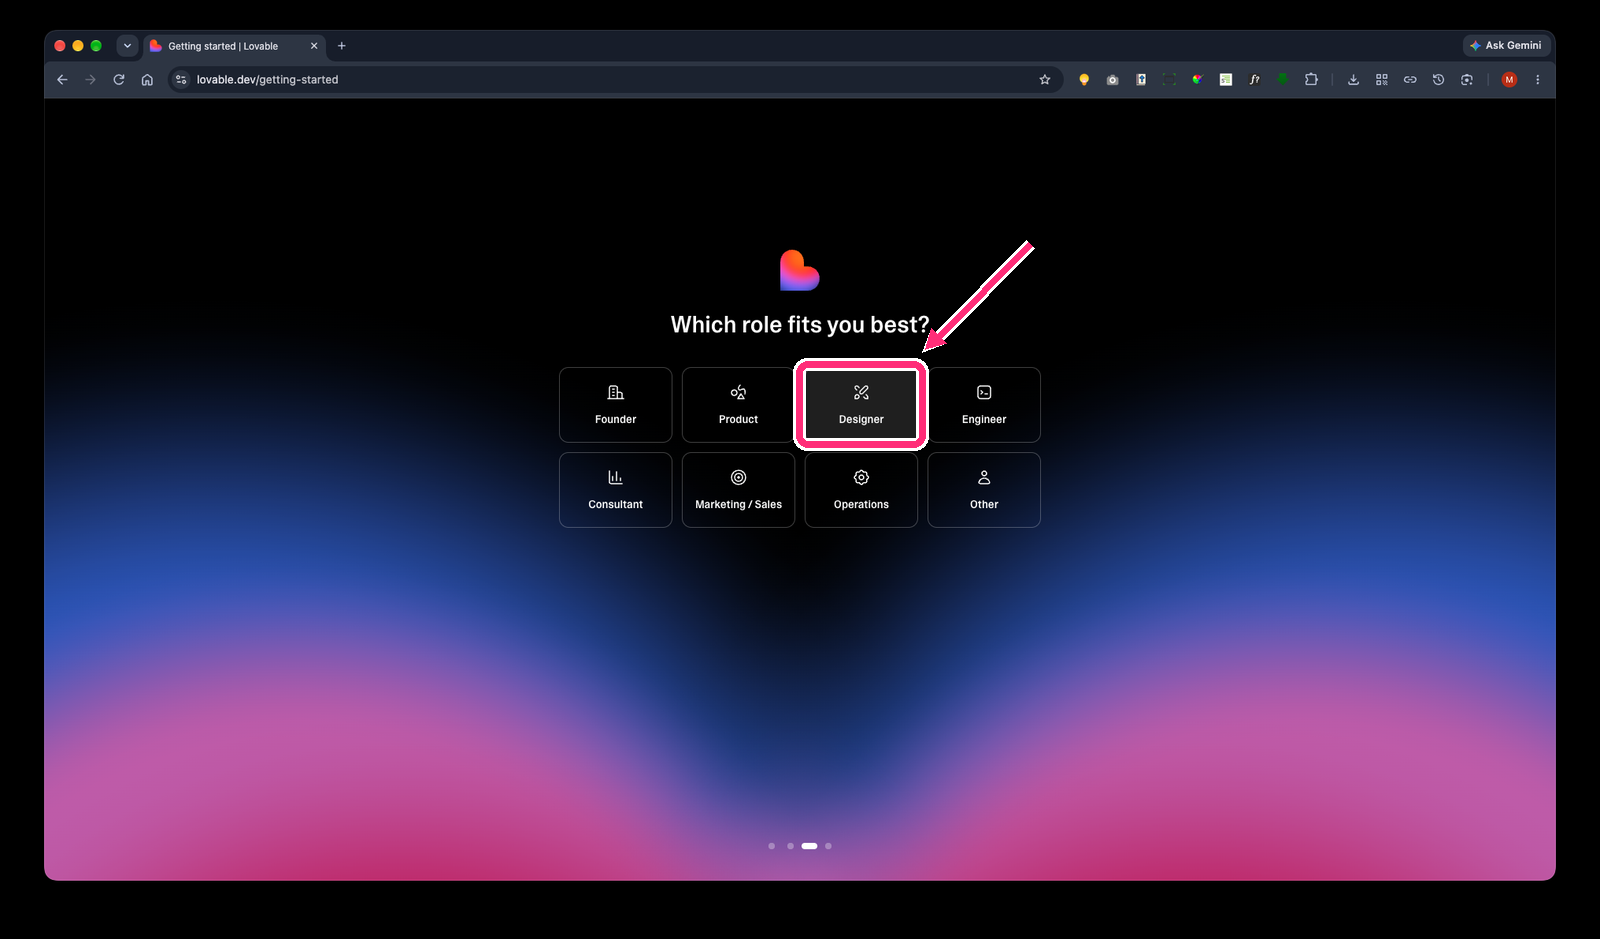 Getting started | Lovable
Ask Gemini
lovable.dev/getting-started
f?
M
Which role fits you best?
Founder
Product
Designer
Engineer
Consultant
Marketing / Sales
Operations
Other